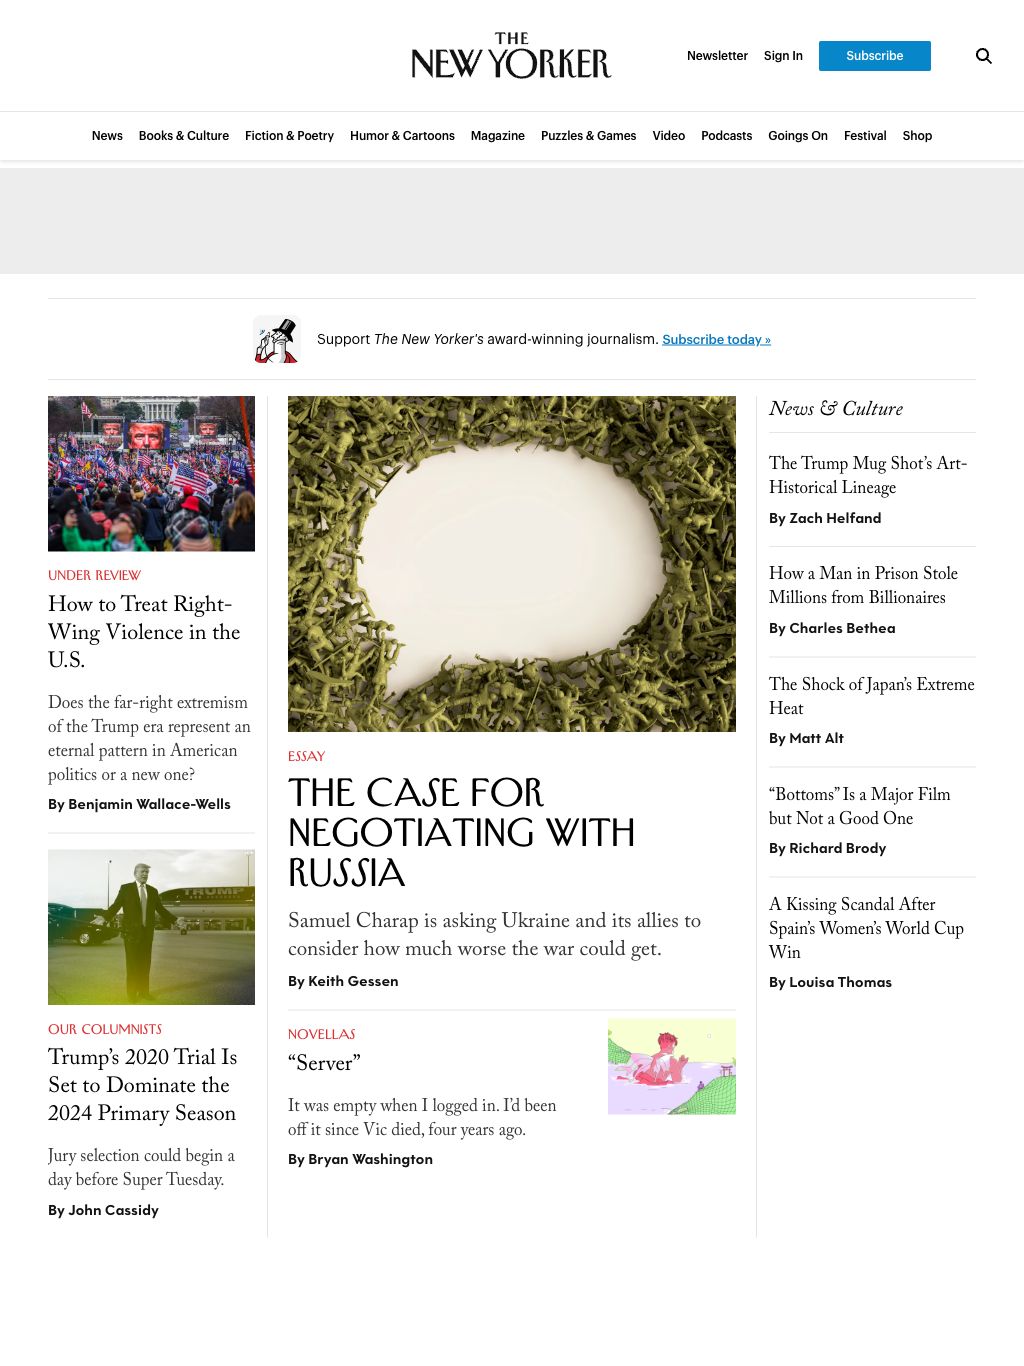 THE
NEW YORKER
Newsletter
Sign In
Subscribe
News
Books & Culture
Fiction & Poetry
Humor & Cartoons
Magazine
Puzzles & Games
Video
Podcasts
Goings On
Festival
Shop
Support The New Yorker's award-winning journalism. Subscribe today »
UNDER REVIEW
How to Treat Right-
Wing Violence in the
U.S.
Does the far-right extremism
of the Trump era represent an
eternal pattern in American
politics or a new one?
By Benjamin Wallace-Wells
TRUMP
OUR COLUMNISTS
Trump’s 2020 Trial Is
Set to Dominate the
2024 Primary Season
Jury selection could begin a
day before Super Tuesday.
By John Cassidy
ESSAY
THE CASE FOR
NEGOTIATING WITH
RUSSIA
Samuel Charap is asking Ukraine and its allies to
consider how much worse the war could get.
By Keith Gessen
NOVELLAS
“Server”
It was empty when I logged in. I’d been
off it since Vic died, four years ago.
By Bryan Washington
News & Culture
The Trump Mug Shot’s Art-
Historical Lineage
By Zach Helfand
How a Man in Prison Stole
Millions from Billionaires
By Charles Bethea
The Shock of Japan’s Extreme
Heat
By Matt Alt
“Bottoms” Is a Major Film
but Not a Good One
By Richard Brody
A Kissing Scandal After
Spain’s Women’s World Cup
Win
By Louisa Thomas